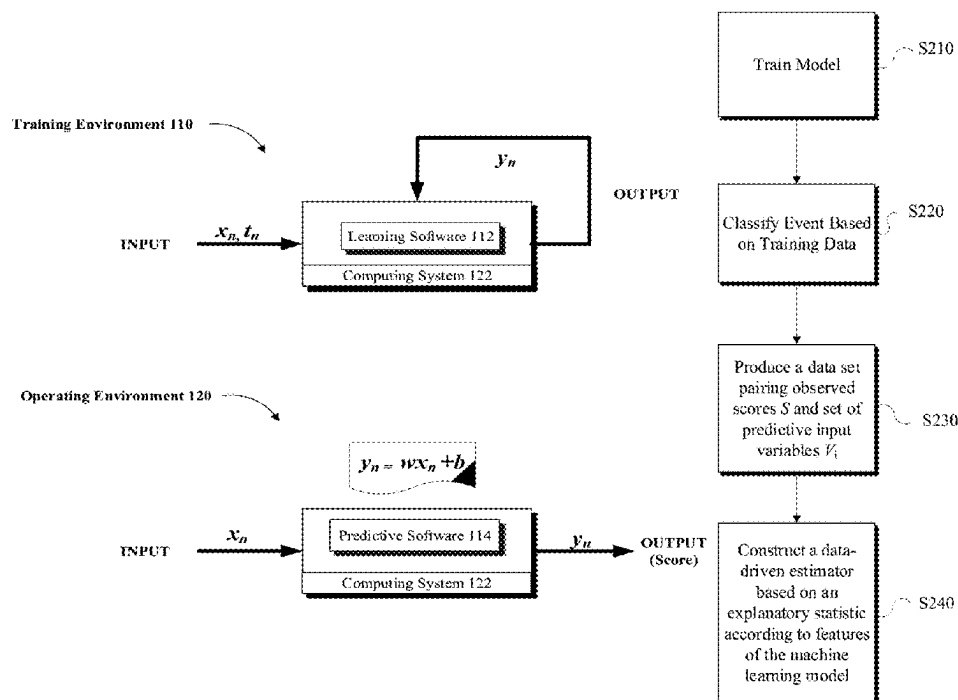 Training Environment 110
yₙ
OUTPUT
INPUT
xₙ, tₙ
Learning Software 112
Computing System 122
Operating Environment 120
yₙ = wxₙ + b
INPUT
xₙ
Predictive Software 114
Computing System 122
yₙ
OUTPUT
(Score)
Train Model
S210
Classify Event Based
on Training Data
S220
Produce a data set
pairing observed
scores S and set of
predictive input
variables Vᵢ
S230
Construct a data-
driven estimator
based on an
explanatory statistic
according to features
of the machine
learning model
S240